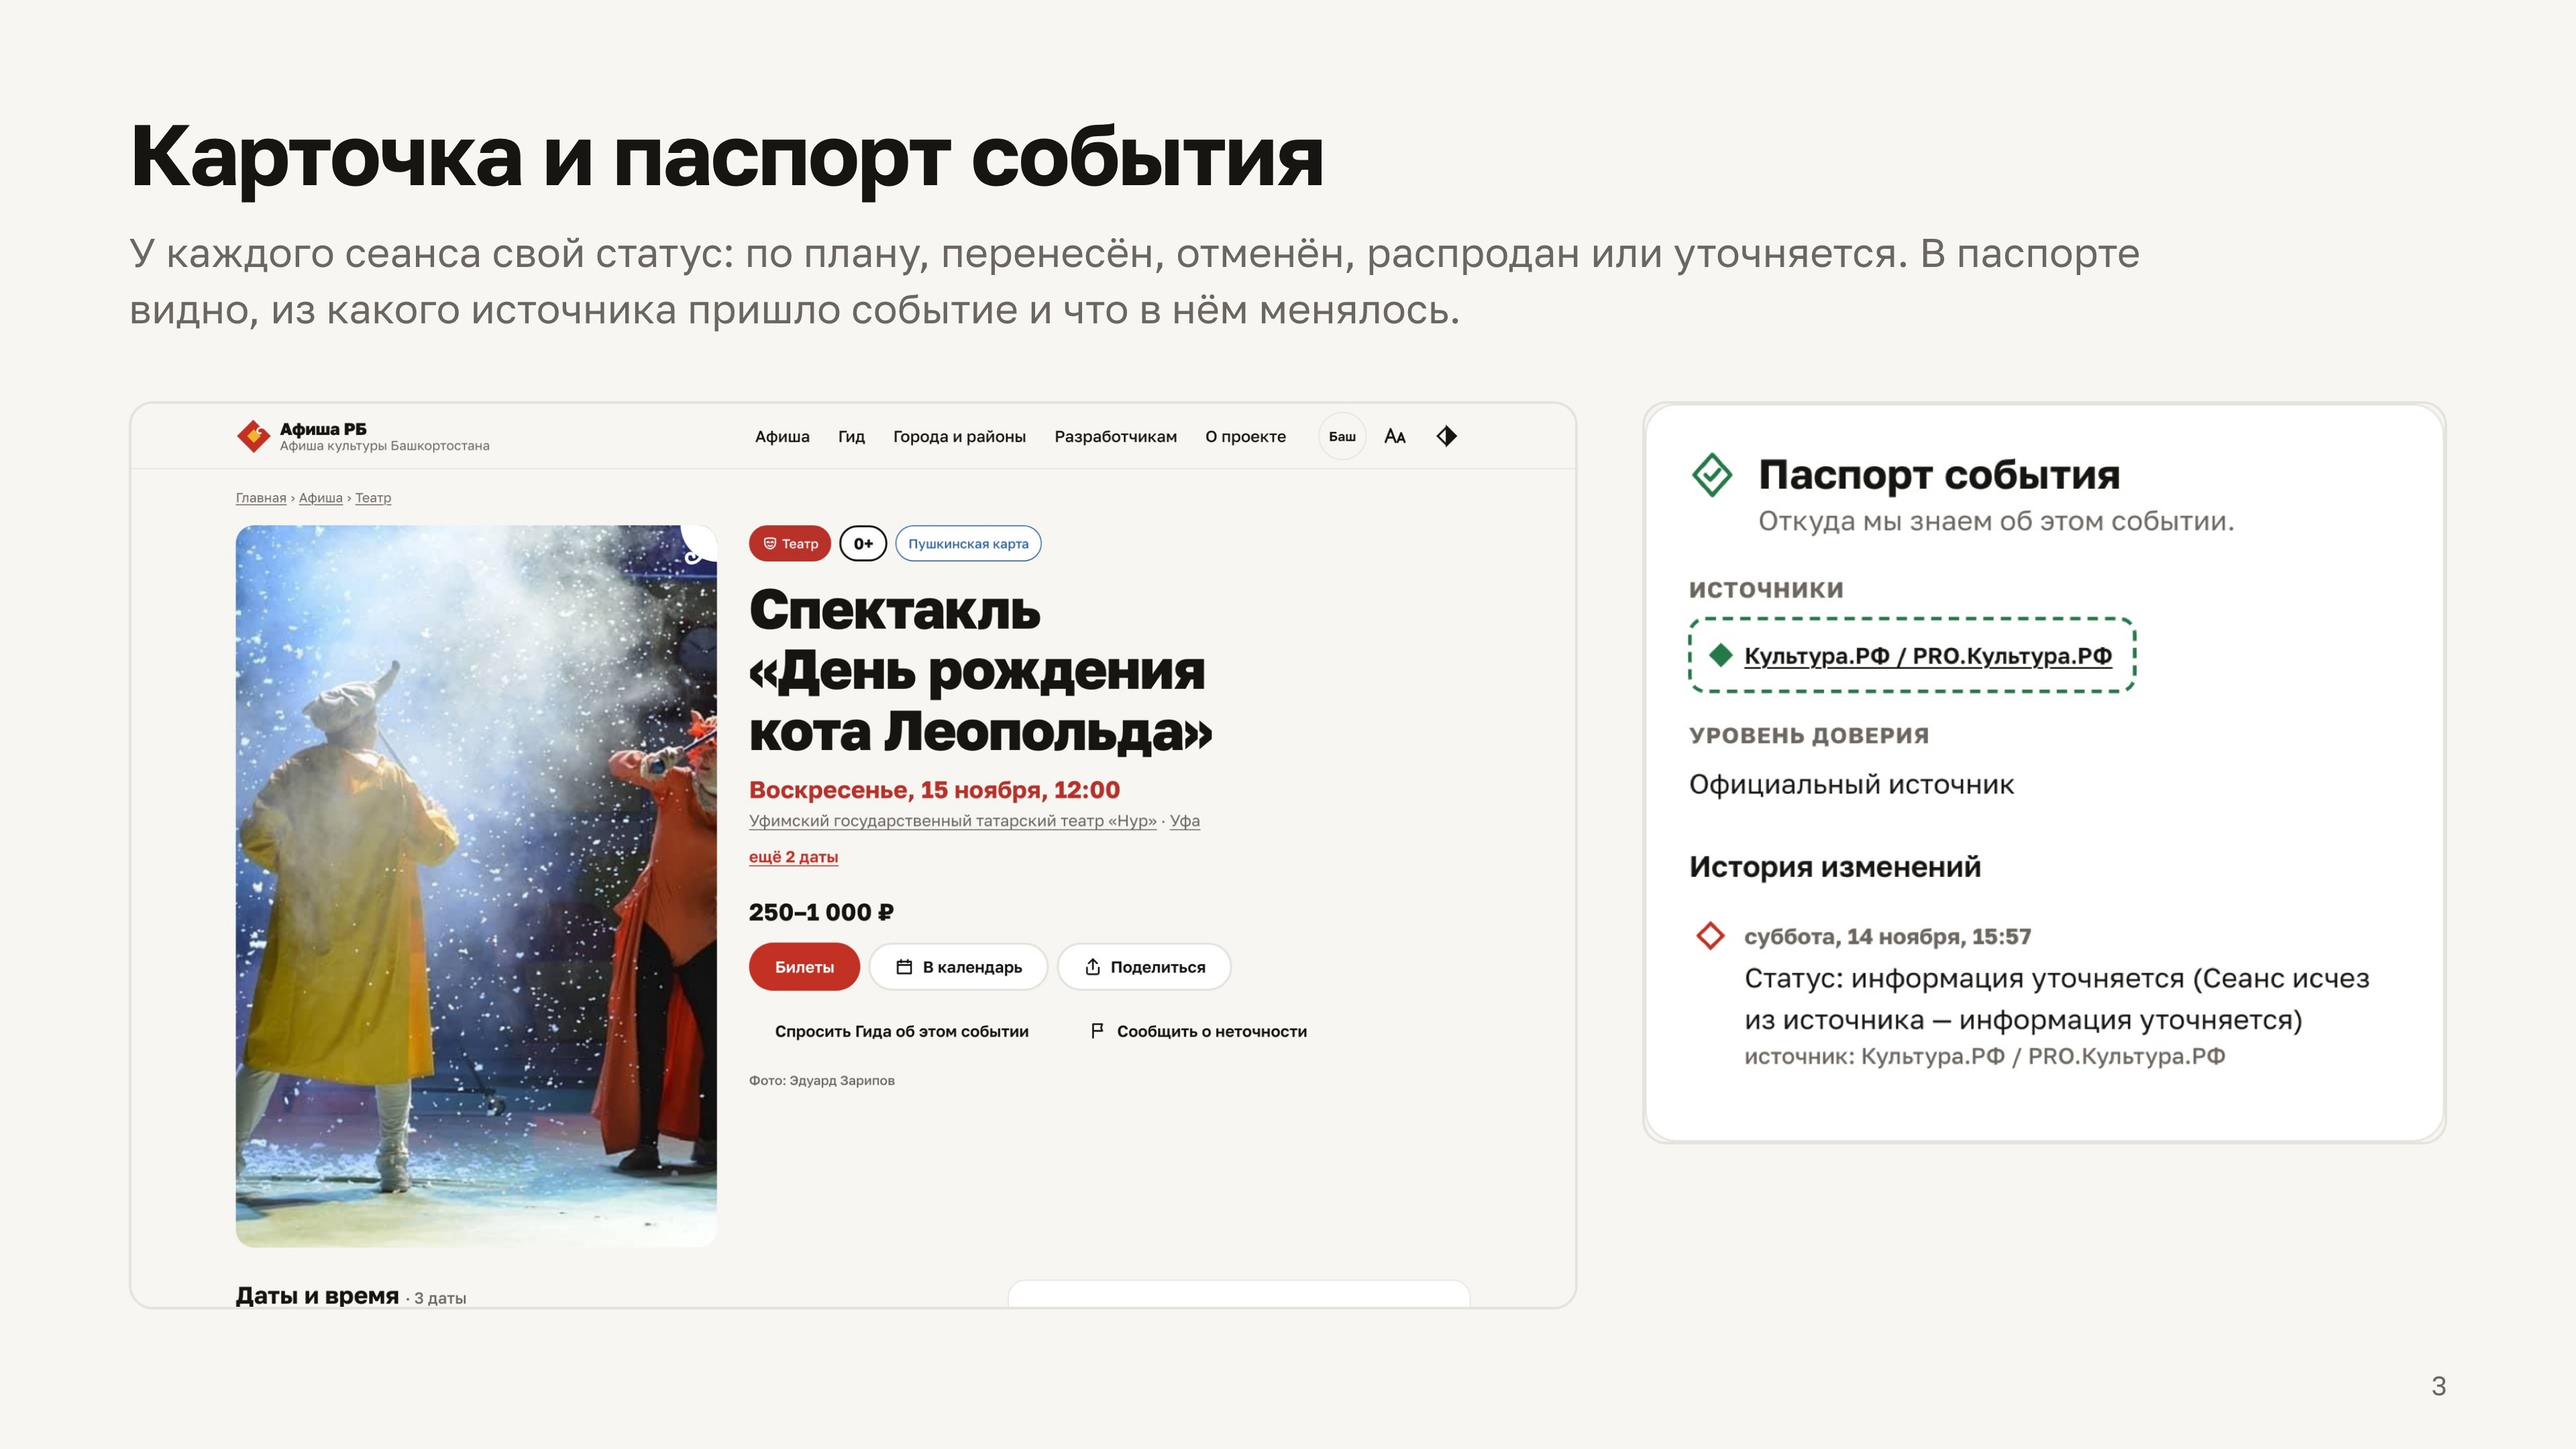 Карточка и паспорт события
У каждого сеанса свой статус: по плану, перенесён, отменён, распродан или уточняется. В паспорте
видно, из какого источника пришло событие и что в нём менялось.
Афиша РБ
Афиша культуры Башкортостана
Афиша Гид Города и районы Разработчикам О проекте Баш АА
Главная › Афиша › Театр
Театр 0+ Пушкинская карта
Спектакль
«День рождения
кота Леопольда»
Воскресенье, 15 ноября, 12:00
Уфимский государственный татарский театр «Нур» · Уфа
ещё 2 даты
250–1 000 ₽
Билеты В календарь Поделиться
Спросить Гида об этом событии Сообщить о неточности
Фото: Эдуард Зарипов
Даты и время · 3 даты
Паспорт события
Откуда мы знаем об этом событии.
ИСТОЧНИКИ
Культура.РФ / PRO.Культура.РФ
УРОВЕНЬ ДОВЕРИЯ
Официальный источник
История изменений
суббота, 14 ноября, 15:57
Статус: информация уточняется (Сеанс исчез
из источника — информация уточняется)
источник: Культура.РФ / PRO.Культура.РФ
3